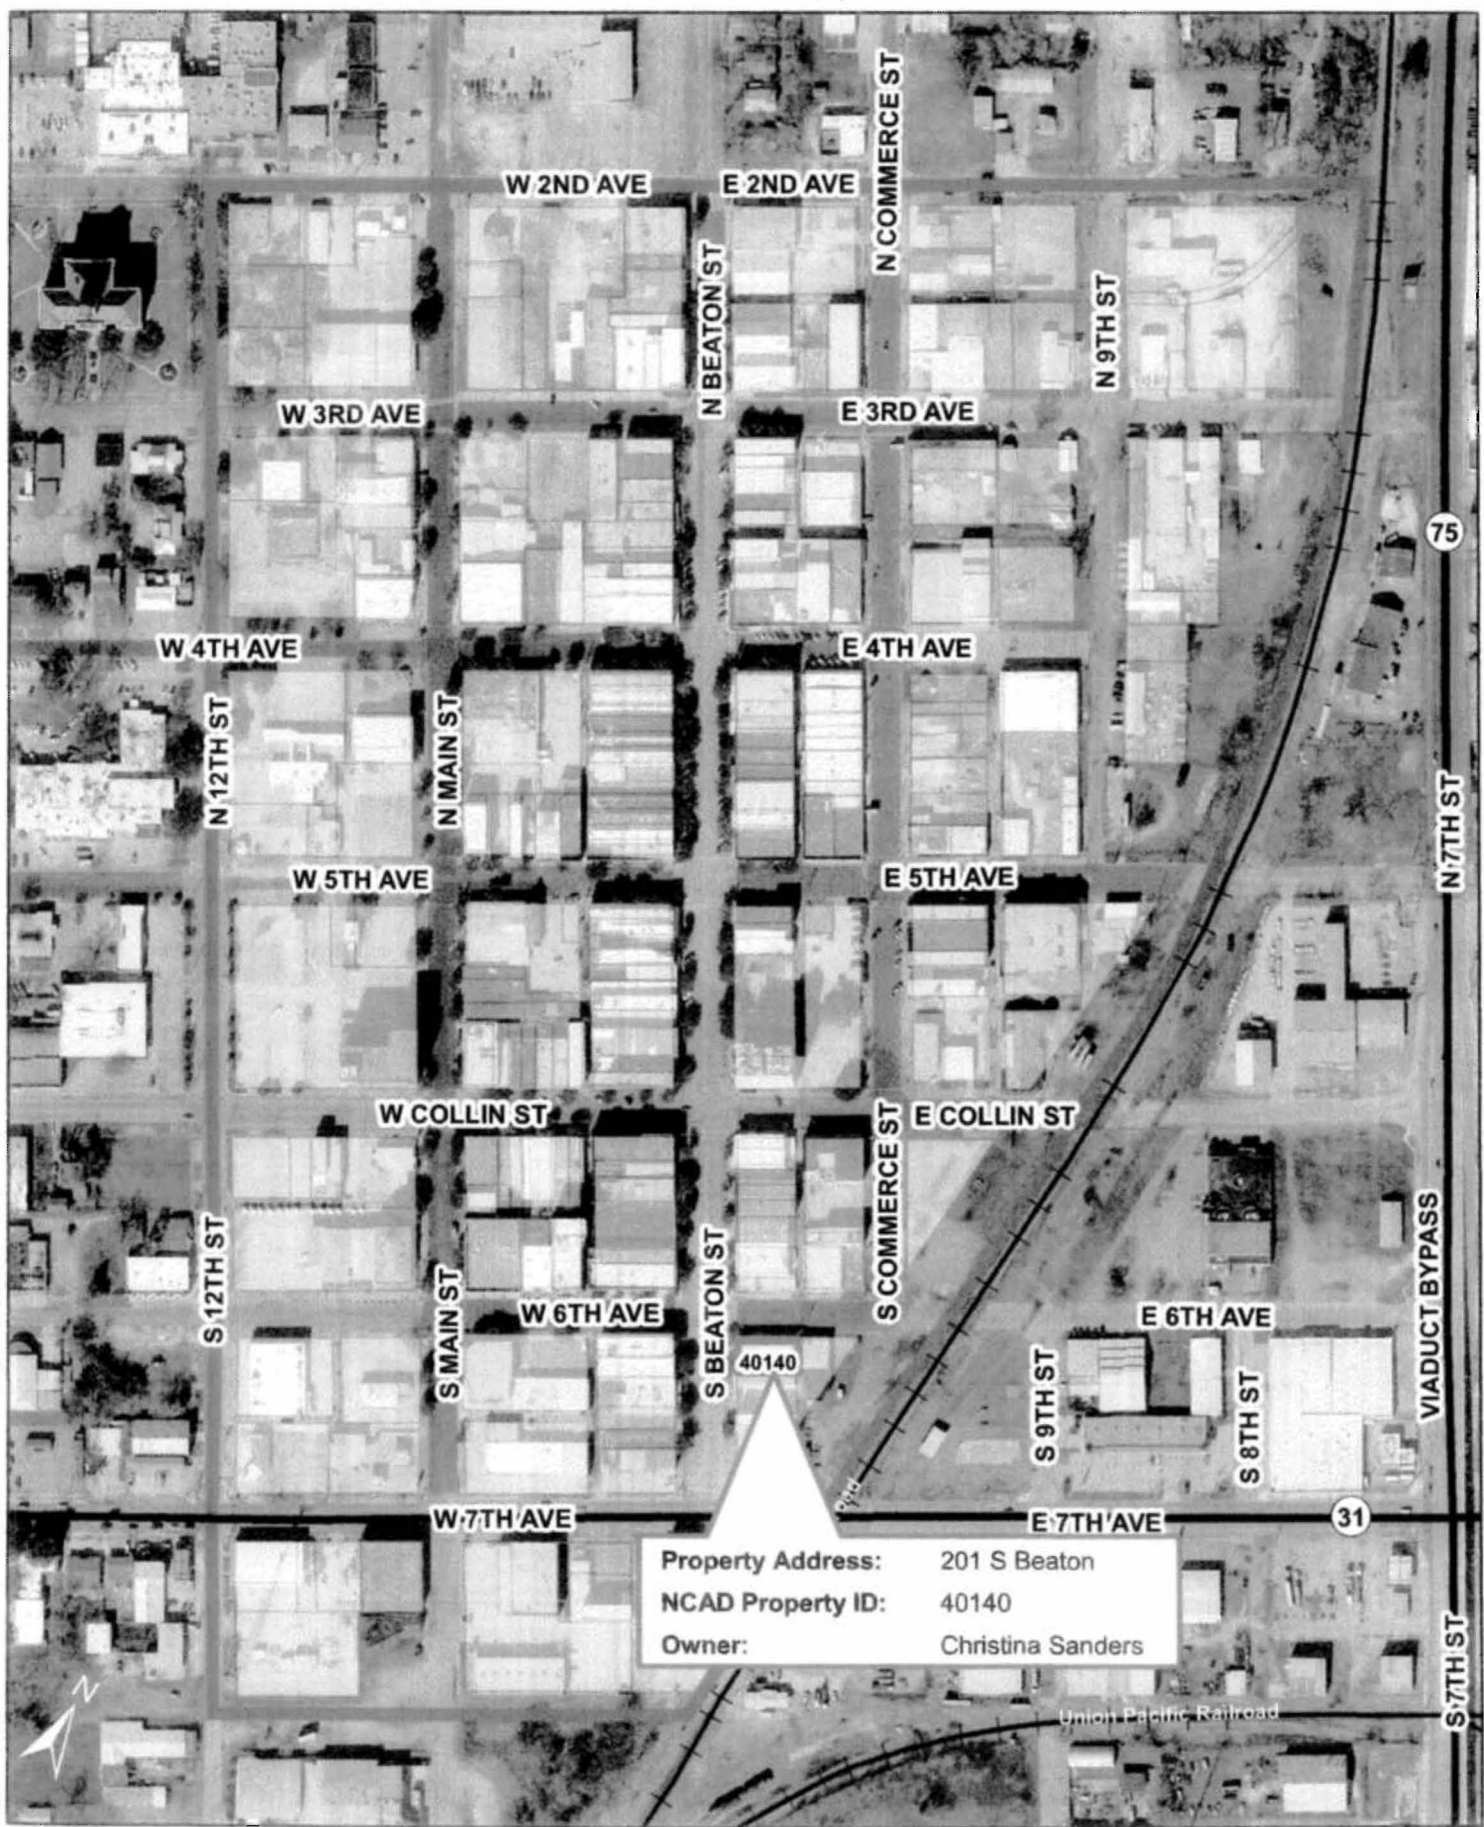 N COMMERCE ST
W 2ND AVE
E 2ND AVE
N BEATON ST
N 9TH ST
W 3RD AVE
E 3RD AVE
75
W 4TH AVE
E 4TH AVE
N 12TH ST
N MAIN ST
N 7TH ST
W 5TH AVE
E 5TH AVE
W COLLIN ST
E COLLIN ST
S COMMERCE ST
S 12TH ST
S MAIN ST
S BEATON ST
VIADUCT BYPASS
W 6TH AVE
E 6TH AVE
40140
S 9TH ST
S 8TH ST
W 7TH AVE
E 7TH AVE
31
Property Address: 201 S Beaton
NCAD Property ID: 40140
Owner: Christina Sanders
S 7TH ST
N
Union Pacific Railroad